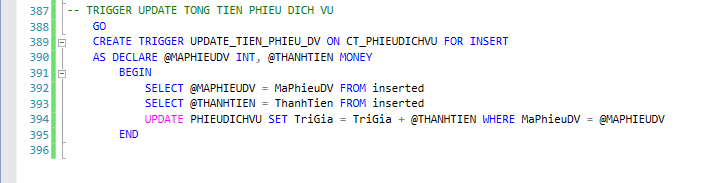 387 -- TRIGGER UPDATE TONG TIEN PHIEU DICH VU
388 GO
389 CREATE TRIGGER UPDATE_TIEN_PHIEU_DV ON CT_PHIEUDICHVU FOR INSERT
390 AS DECLARE @MAPHIEUDV INT, @THANHTIEN MONEY
391 BEGIN
392 SELECT @MAPHIEUDV = MaPhieuDV FROM inserted
393 SELECT @THANHTIEN = ThanhTien FROM inserted
394 UPDATE PHIEUDICHVU SET TriGia = TriGia + @THANHTIEN WHERE MaPhieuDV = @MAPHIEUDV
395 END
396